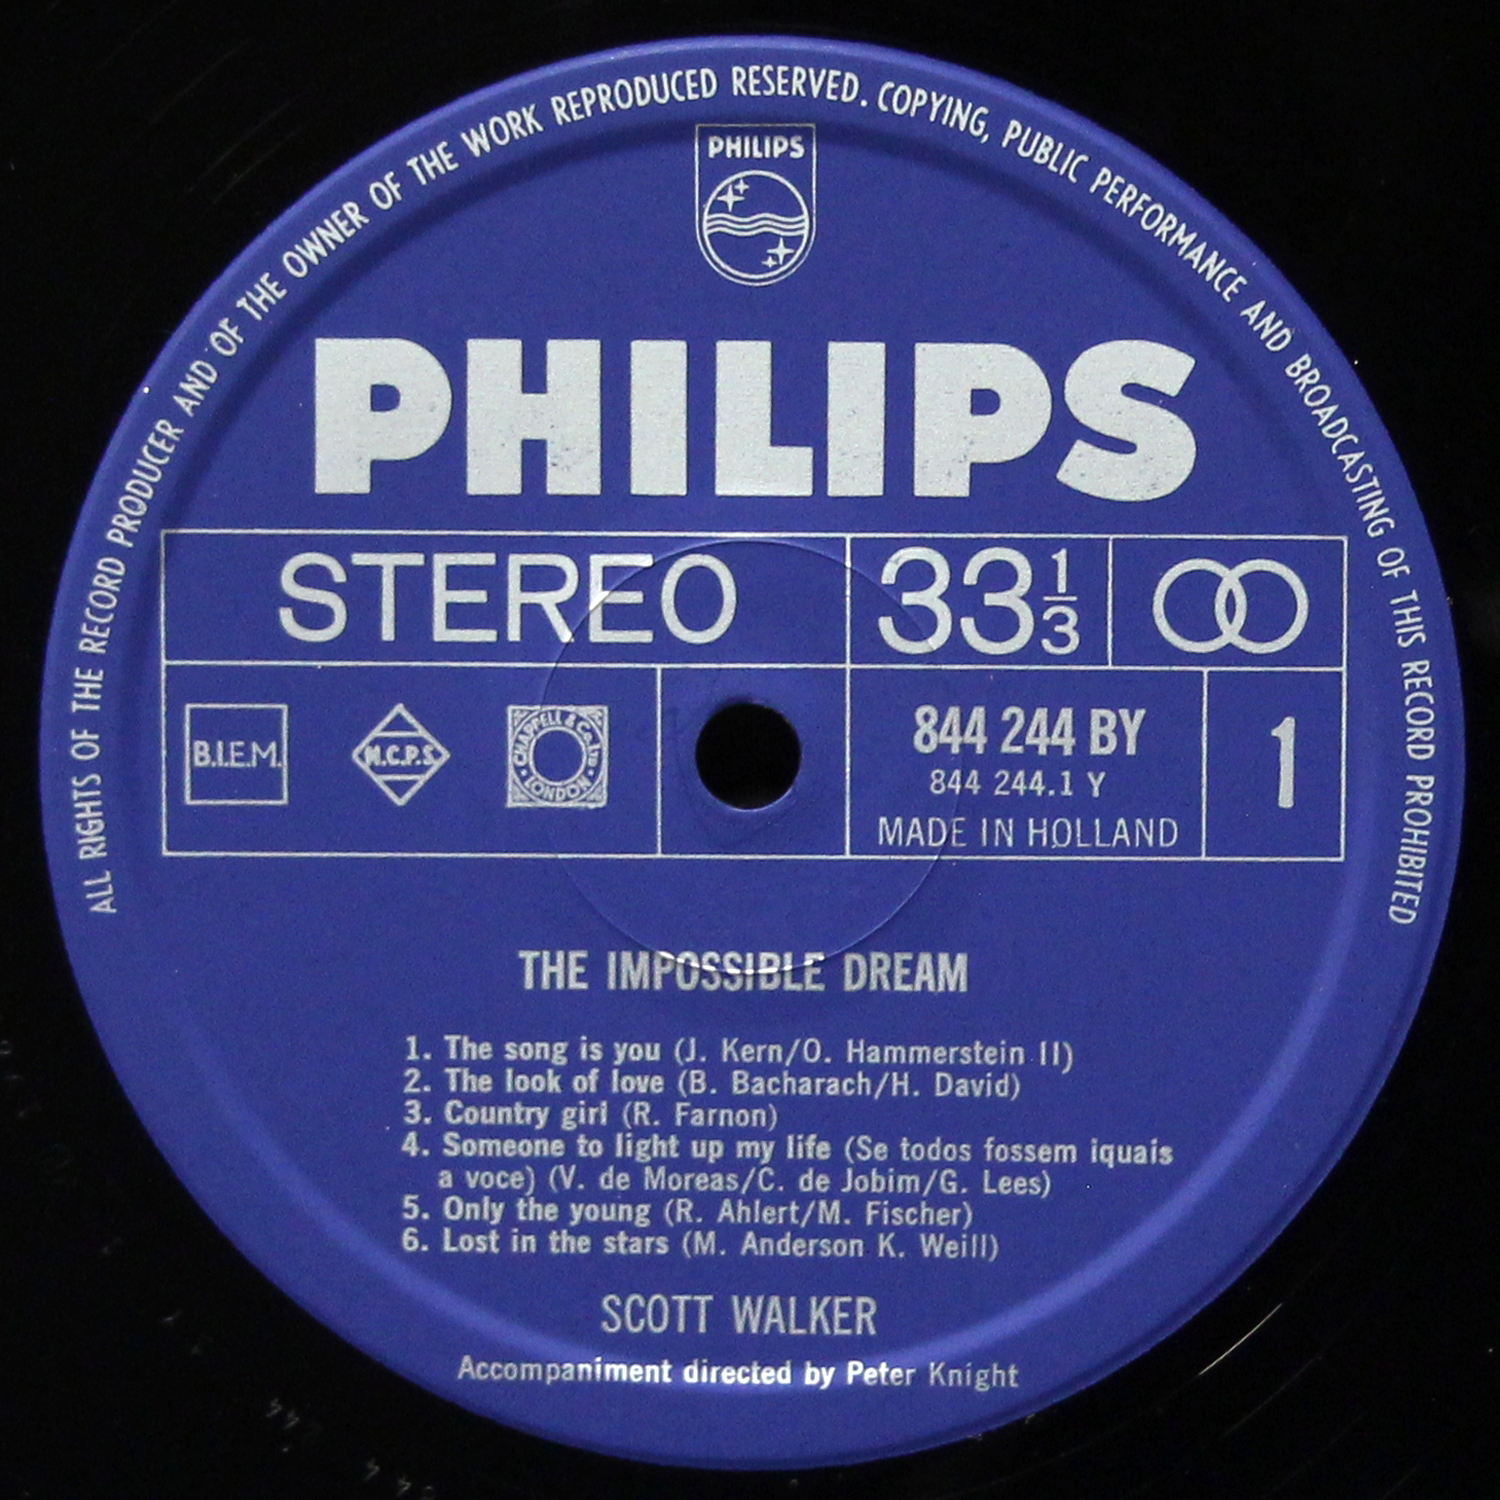 ALL RIGHTS OF THE RECORD PRODUCER AND OF THE OWNER OF THE WORK REPRODUCED RESERVED. COPYING, PUBLIC PERFORMANCE AND BROADCASTING OF THIS RECORD PROHIBITED
PHILIPS
PHILIPS
STEREO 33 1/3
B.I.E.M. M.C.P.S. CHAPPELL & Co. Ltd LONDON
844 244 BY 1
844 244.1 Y
MADE IN HOLLAND
THE IMPOSSIBLE DREAM
1. The song is you (J. Kern/O. Hammerstein II)
2. The look of love (B. Bacharach/H. David)
3. Country girl (R. Farnon)
4. Someone to light up my life (Se todos fossem iquais
a voce) (V. de Moreas/C. de Jobim/G. Lees)
5. Only the young (R. Ahlert/M. Fischer)
6. Lost in the stars (M. Anderson K. Weill)
SCOTT WALKER
Accompaniment directed by Peter Knight